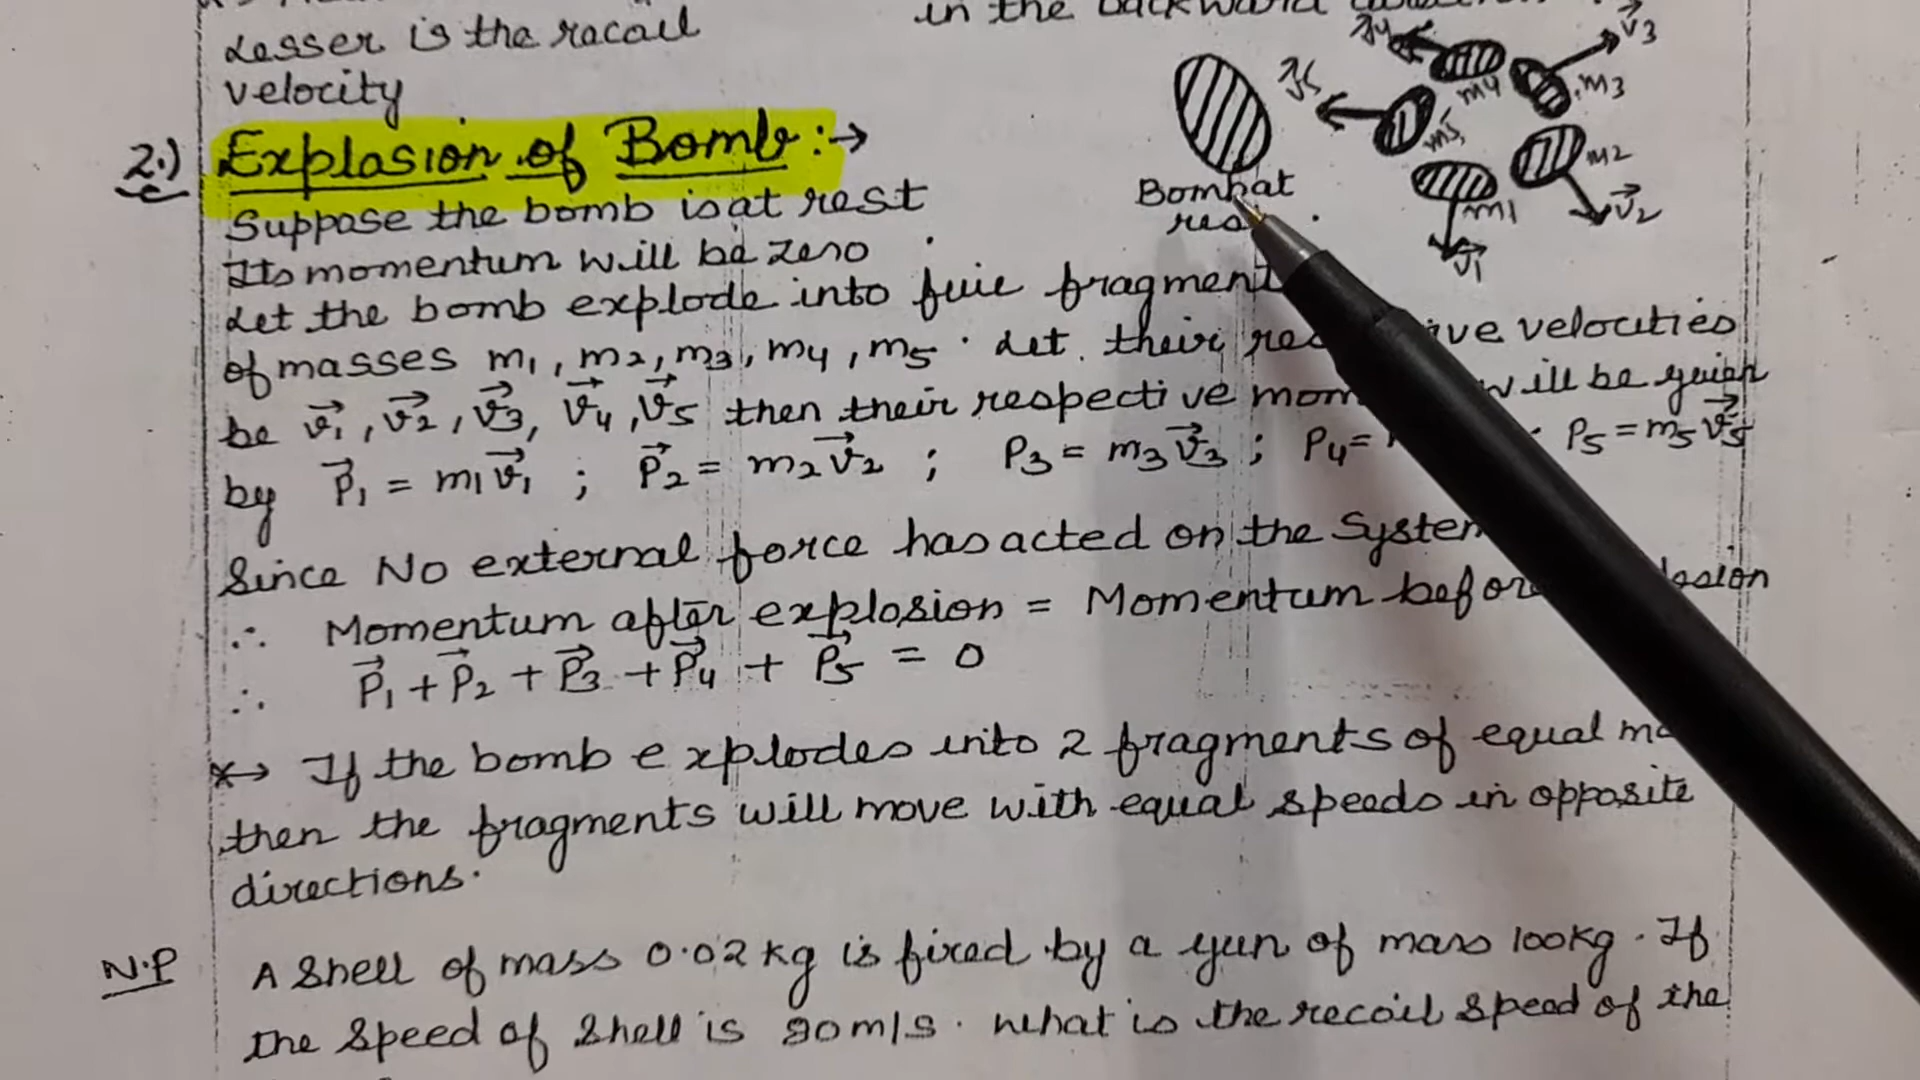 Lesser is the racail
velocity
in the backward
2.) Explosion of Bomb :→
Suppose the bomb is at rest
Its momentum will be zero
Let the bomb explode into five fragment
of masses m1, m2, m3, m4, m5 . Let their velocities
be v⃗1, v⃗2, v⃗3, v⃗4, v⃗5 then their respective will be given
by P⃗1 = m1v⃗1 ; P⃗2 = m2v⃗2 ; P3 = m3v⃗3 ; P4= ; P5 = m5v⃗5
Since No external force has acted on the System
∴ Momentum after explosion = Momentum before
∴ P⃗1 + P⃗2 + P⃗3 + P⃗4 + P⃗5 = 0
*→ If the bomb explodes into 2 fragments of equal
then the fragments will move with equal speeds in opposite
directions.
N.P A Shell of mass 0.02 kg is fired by a gun of mass 100kg . If
the Speed of Shell is 80m/s . What is the recoil speed of the
Bomb at
rest
v⃗3
m4
m3
m5
m2
m1
v⃗2
v⃗1